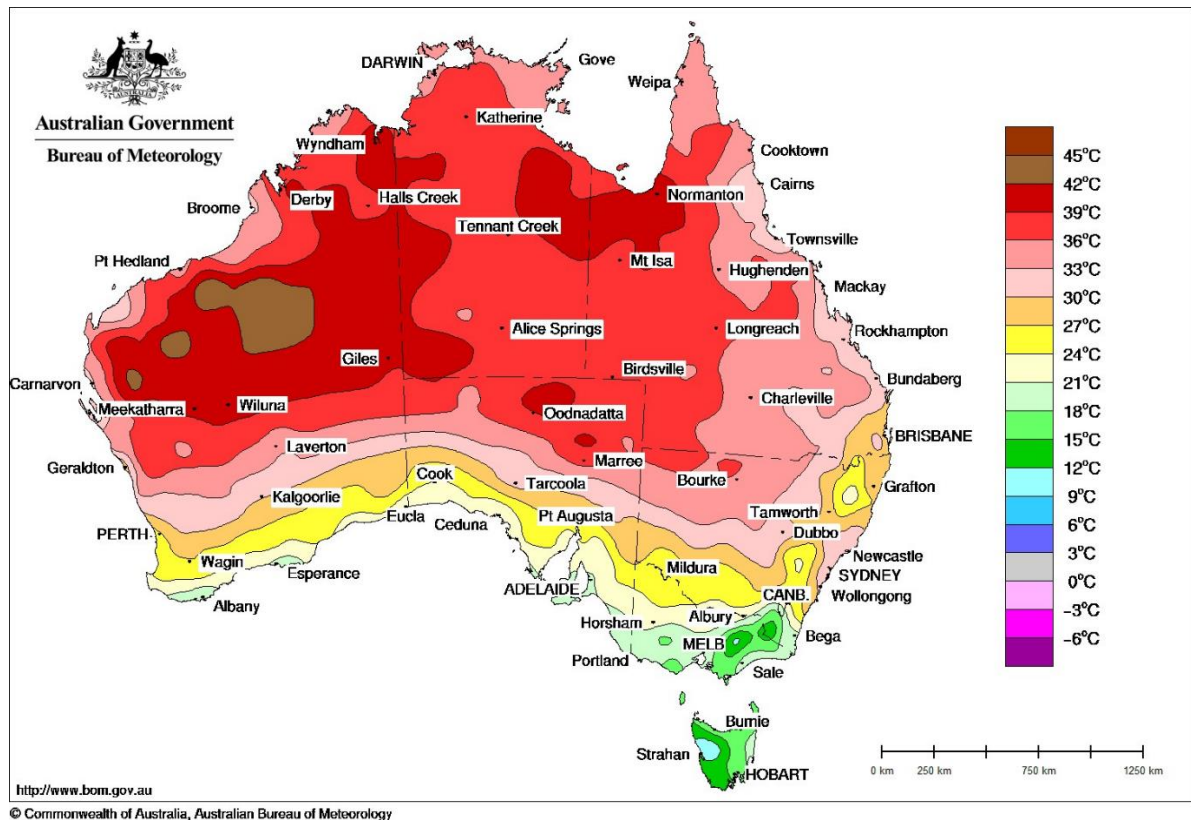 AUSTRALIA
Australian Government
Bureau of Meteorology
DARWIN
Gove
Weipa
Katherine
Wyndham
Cooktown
Cairns
Derby
Halls Creek
Normanton
Broome
Tennant Creek
Townsville
Mt Isa
Pt Hedland
Hughenden
Mackay
Alice Springs
Longreach
Rockhampton
Giles
Birdsville
Carnarvon
Bundaberg
Meekatharra
Wiluna
Charleville
Oodnadatta
BRISBANE
Laverton
Marree
Geraldton
Cook
Tarcoola
Bourke
Grafton
Kalgoorlie
Eucla
Ceduna
Pt Augusta
Tamworth
PERTH
Dubbo
Wagin
Mildura
Newcastle
Esperance
SYDNEY
ADELAIDE
CANB.
Wollongong
Albany
Horsham
Albury
Bega
MELB
Portland
Sale
Burnie
Strahan
HOBART
45°C
42°C
39°C
36°C
33°C
30°C
27°C
24°C
21°C
18°C
15°C
12°C
9°C
6°C
3°C
0°C
-3°C
-6°C
0 km 250 km 750 km 1250 km
http://www.bom.gov.au
© Commonwealth of Australia, Australian Bureau of Meteorology